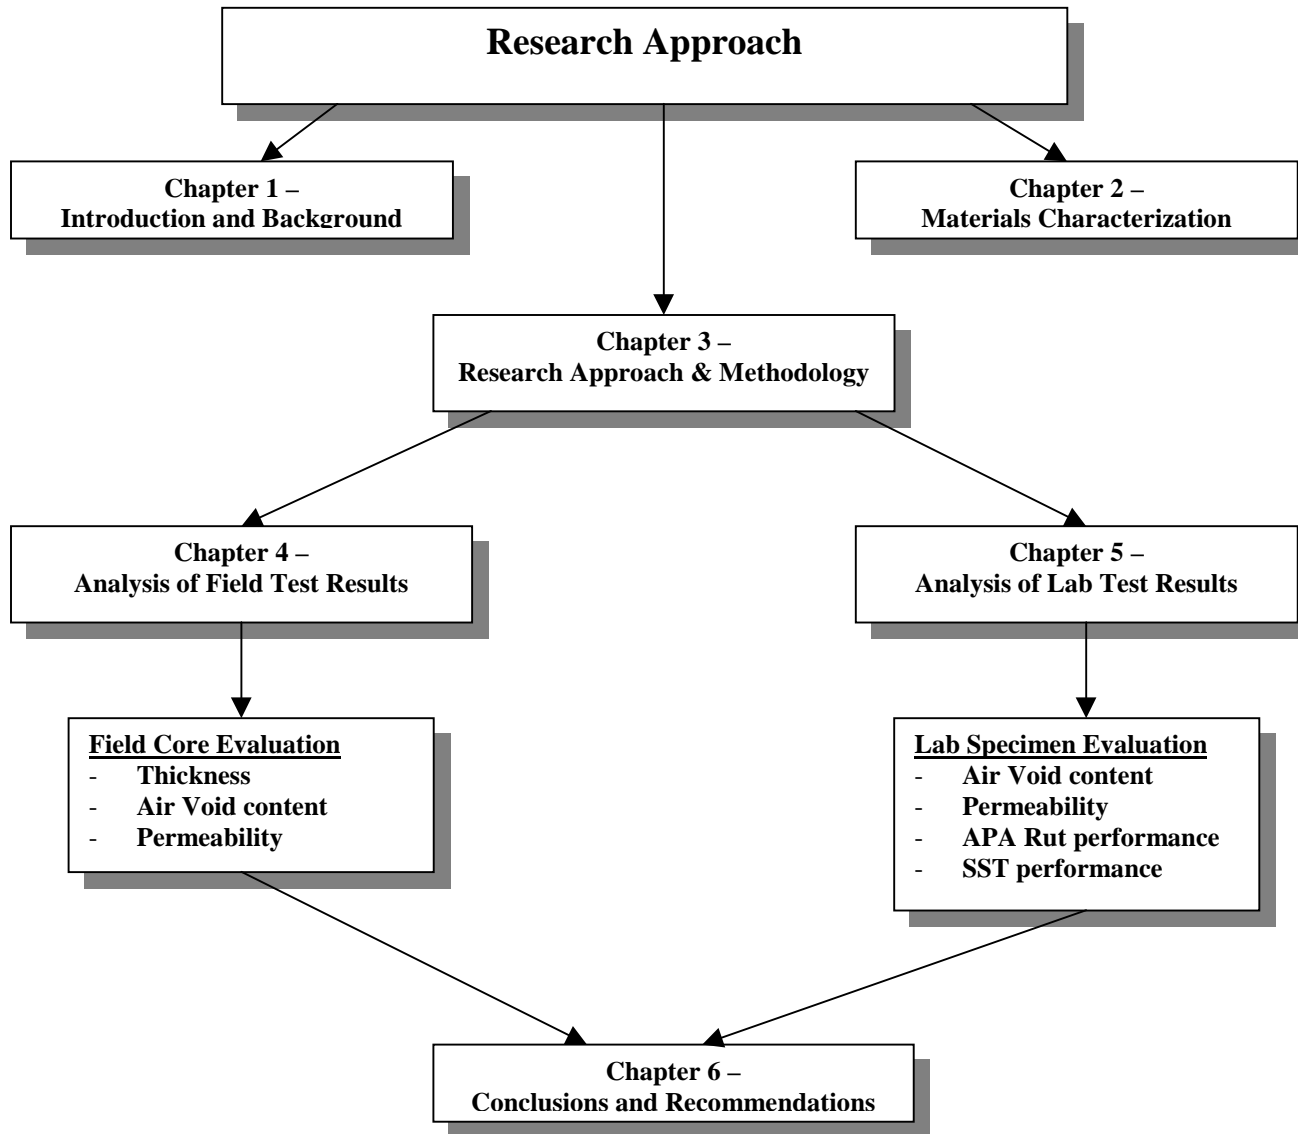 Research Approach
Chapter 1 –
Introduction and Background
Chapter 2 –
Materials Characterization
Chapter 3 –
Research Approach & Methodology
Chapter 4 –
Analysis of Field Test Results
Chapter 5 –
Analysis of Lab Test Results
Field Core Evaluation
- Thickness
- Air Void content
- Permeability
Lab Specimen Evaluation
- Air Void content
- Permeability
- APA Rut performance
- SST performance
Chapter 6 –
Conclusions and Recommendations